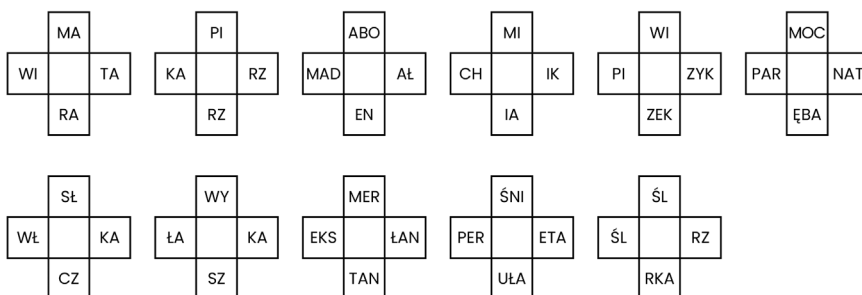 MA PI ABO MI WI MOC
WI TA KA RZ MAD AŁ CH IK PI ZYK PAR NAT
RA RZ EN IA ZEK ĘBA
SŁ WY MER ŚNI ŚL
WŁ KA ŁA KA EKS ŁAN PER ETA ŚL RZ
CZ SZ TAN UŁA RKA